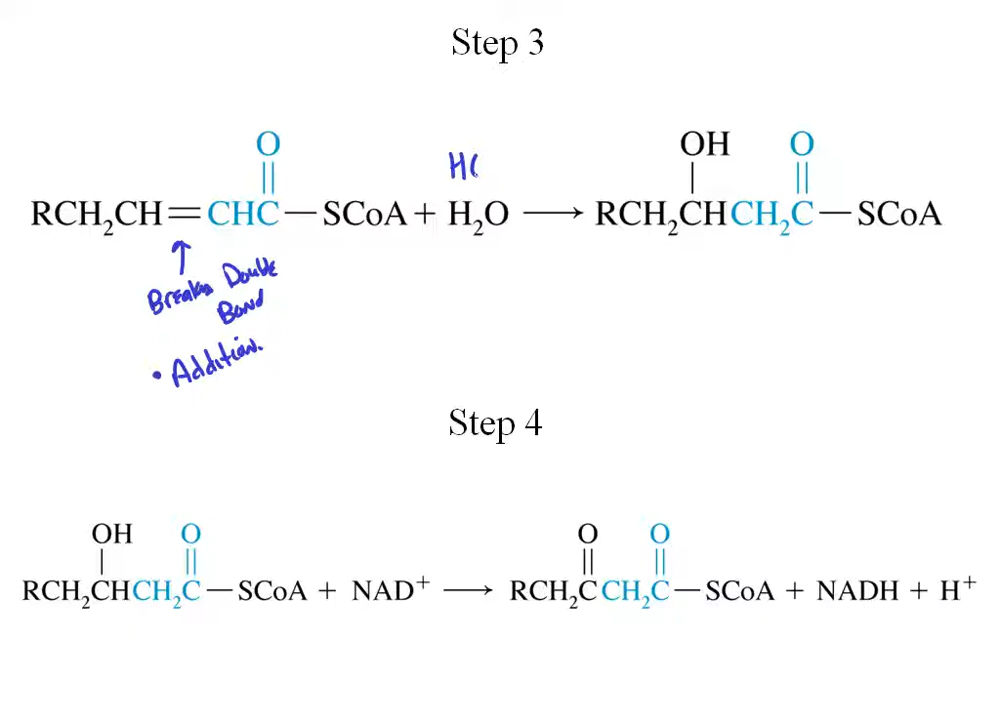 Step 3
O OH O
HC
RCH₂CH=CHC—SCoA + H₂O ⟶ RCH₂CHCH₂C—SCoA
Breaks Double
Bond
• Addition.
Step 4
OH O O O
RCH₂CHCH₂C—SCoA + NAD⁺ ⟶ RCH₂CCH₂C—SCoA + NADH + H⁺